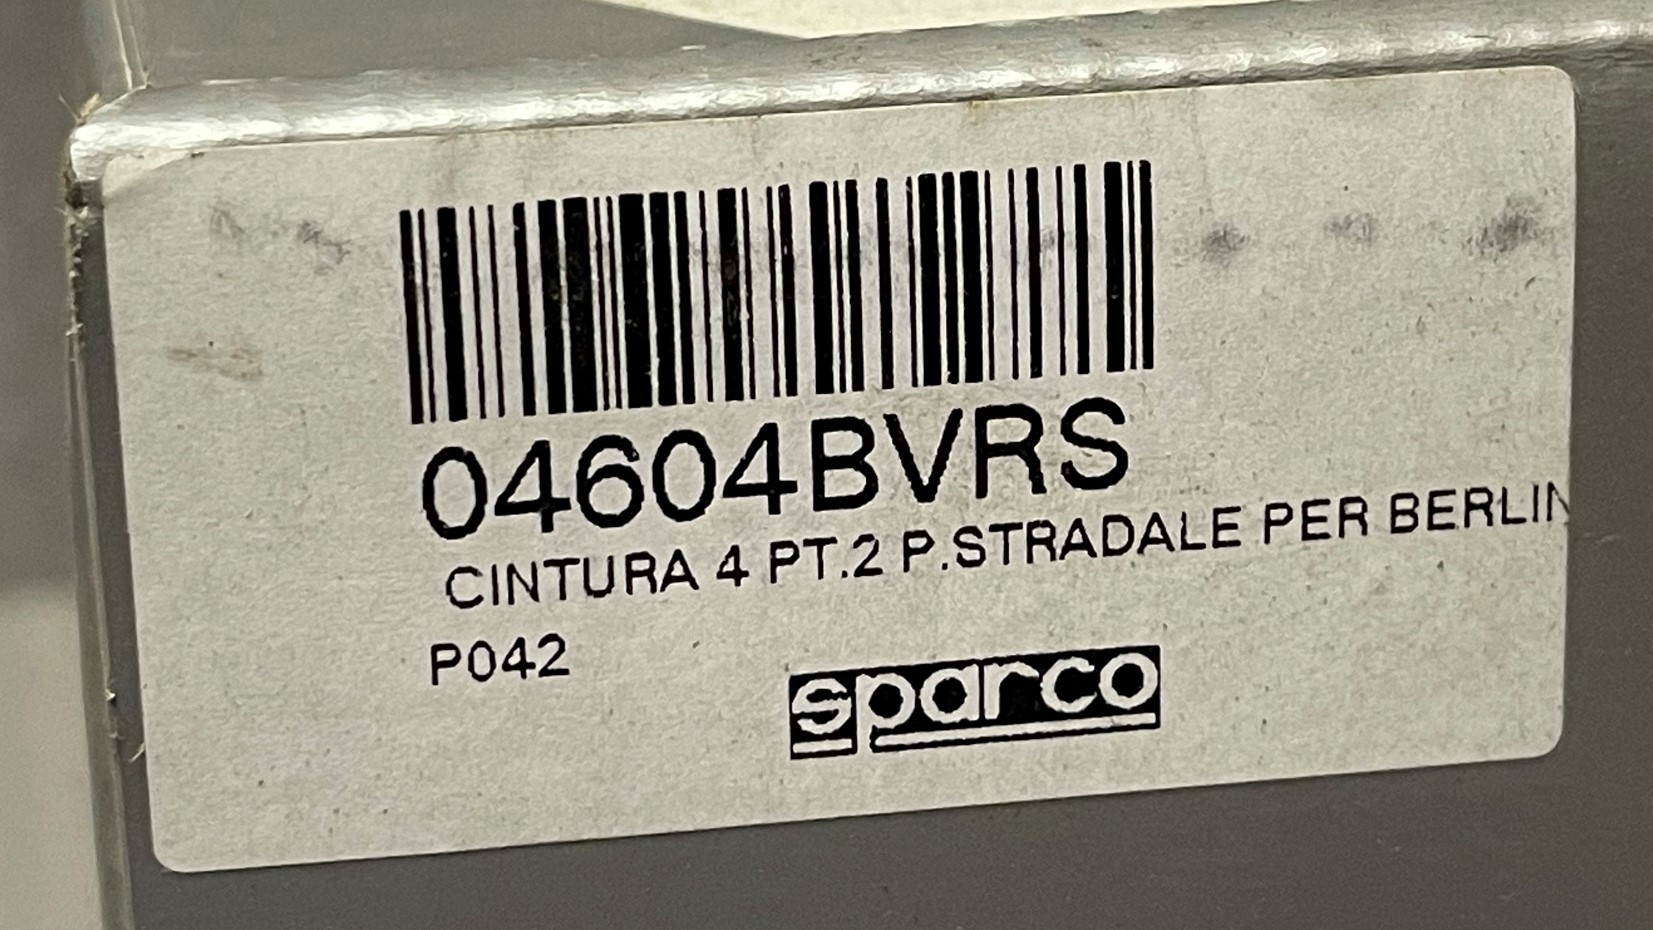 04604BVRS
CINTURA 4 PT.2 P.STRADALE PER BERLIN
P042
sparco